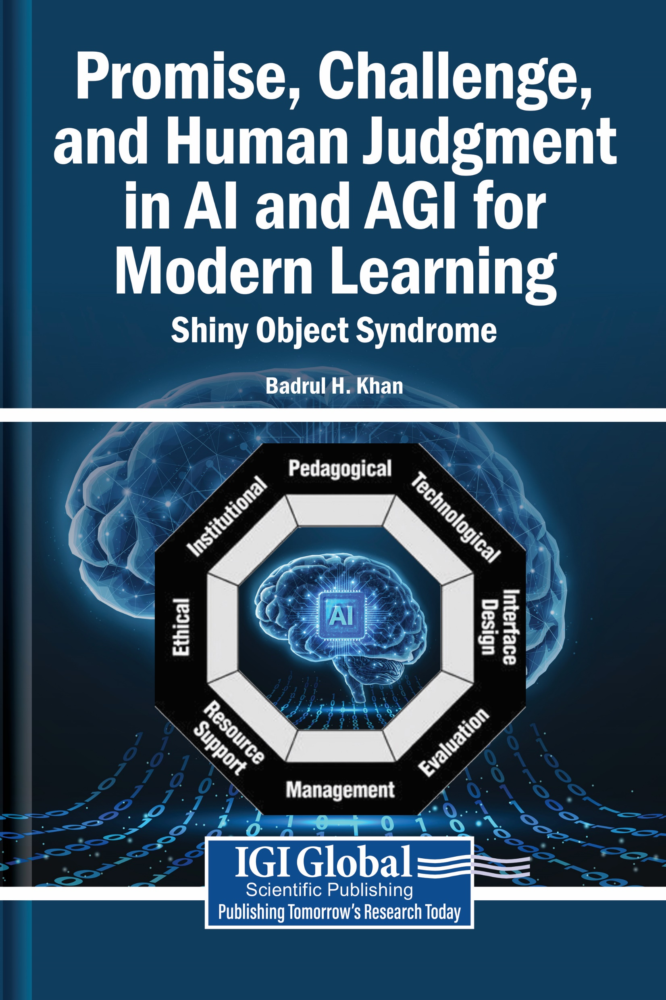 Promise, Challenge,
and Human Judgment
in AI and AGI for
Modern Learning
Shiny Object Syndrome
Badrul H. Khan
Pedagogical
Technological
Interface
Design
Evaluation
Management
Resource
Support
Ethical
Institutional
AI
IGI Global
Scientific Publishing
Publishing Tomorrow's Research Today